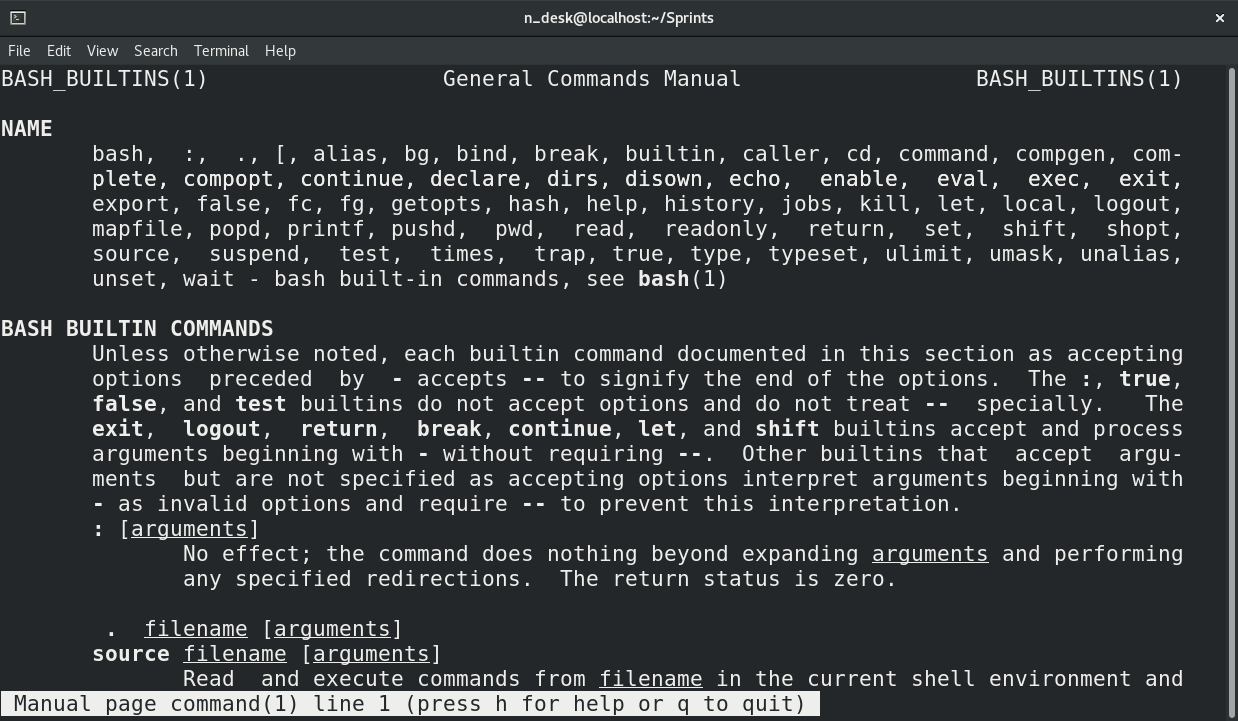 n_desk@localhost:~/Sprints
File Edit View Search Terminal Help
BASH_BUILTINS(1) General Commands Manual BASH_BUILTINS(1)
NAME
bash, :, ., [, alias, bg, bind, break, builtin, caller, cd, command, compgen, com-
plete, compopt, continue, declare, dirs, disown, echo, enable, eval, exec, exit,
export, false, fc, fg, getopts, hash, help, history, jobs, kill, let, local, logout,
mapfile, popd, printf, pushd, pwd, read, readonly, return, set, shift, shopt,
source, suspend, test, times, trap, true, type, typeset, ulimit, umask, unalias,
unset, wait - bash built-in commands, see bash(1)
BASH BUILTIN COMMANDS
Unless otherwise noted, each builtin command documented in this section as accepting
options preceded by - accepts -- to signify the end of the options. The :, true,
false, and test builtins do not accept options and do not treat -- specially. The
exit, logout, return, break, continue, let, and shift builtins accept and process
arguments beginning with - without requiring --. Other builtins that accept argu-
ments but are not specified as accepting options interpret arguments beginning with
- as invalid options and require -- to prevent this interpretation.
: [arguments]
No effect; the command does nothing beyond expanding arguments and performing
any specified redirections. The return status is zero.
. filename [arguments]
source filename [arguments]
Read and execute commands from filename in the current shell environment and
Manual page command(1) line 1 (press h for help or q to quit)